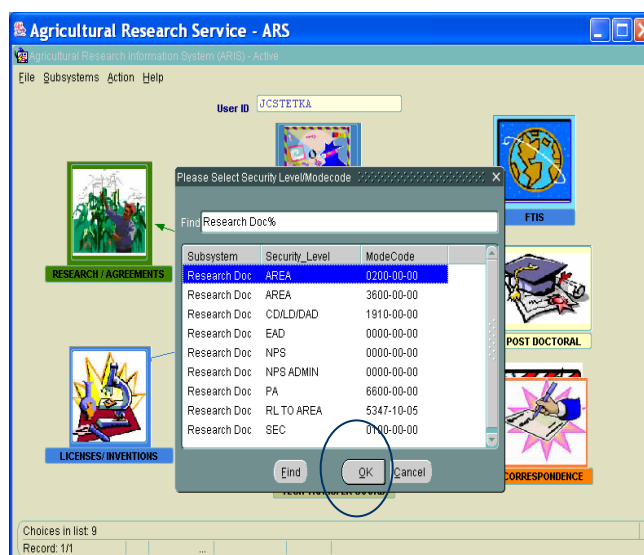 Agricultural Research Service - ARS
Agricultural Research Information System (ARIS) - Active
File Subsystems Action Help
User ID JCSTETKA
Please Select Security Level/Modecode
Find Research Doc%
Subsystem Security_Level ModeCode
Research Doc AREA 0200-00-00
Research Doc AREA 3600-00-00
Research Doc CD/LD/DAD 1910-00-00
Research Doc EAD 0000-00-00
Research Doc NPS 0000-00-00
Research Doc NPS ADMIN 0000-00-00
Research Doc PA 6600-00-00
Research Doc RL TO AREA 5347-10-05
Research Doc SEC 0100-00-00
Find OK Cancel
RESEARCH / AGREEMENTS
FTIS
POST DOCTORAL
LICENSES/ INVENTIONS
CORRESPONDENCE
Choices in list: 9
Record: 1/1 ...